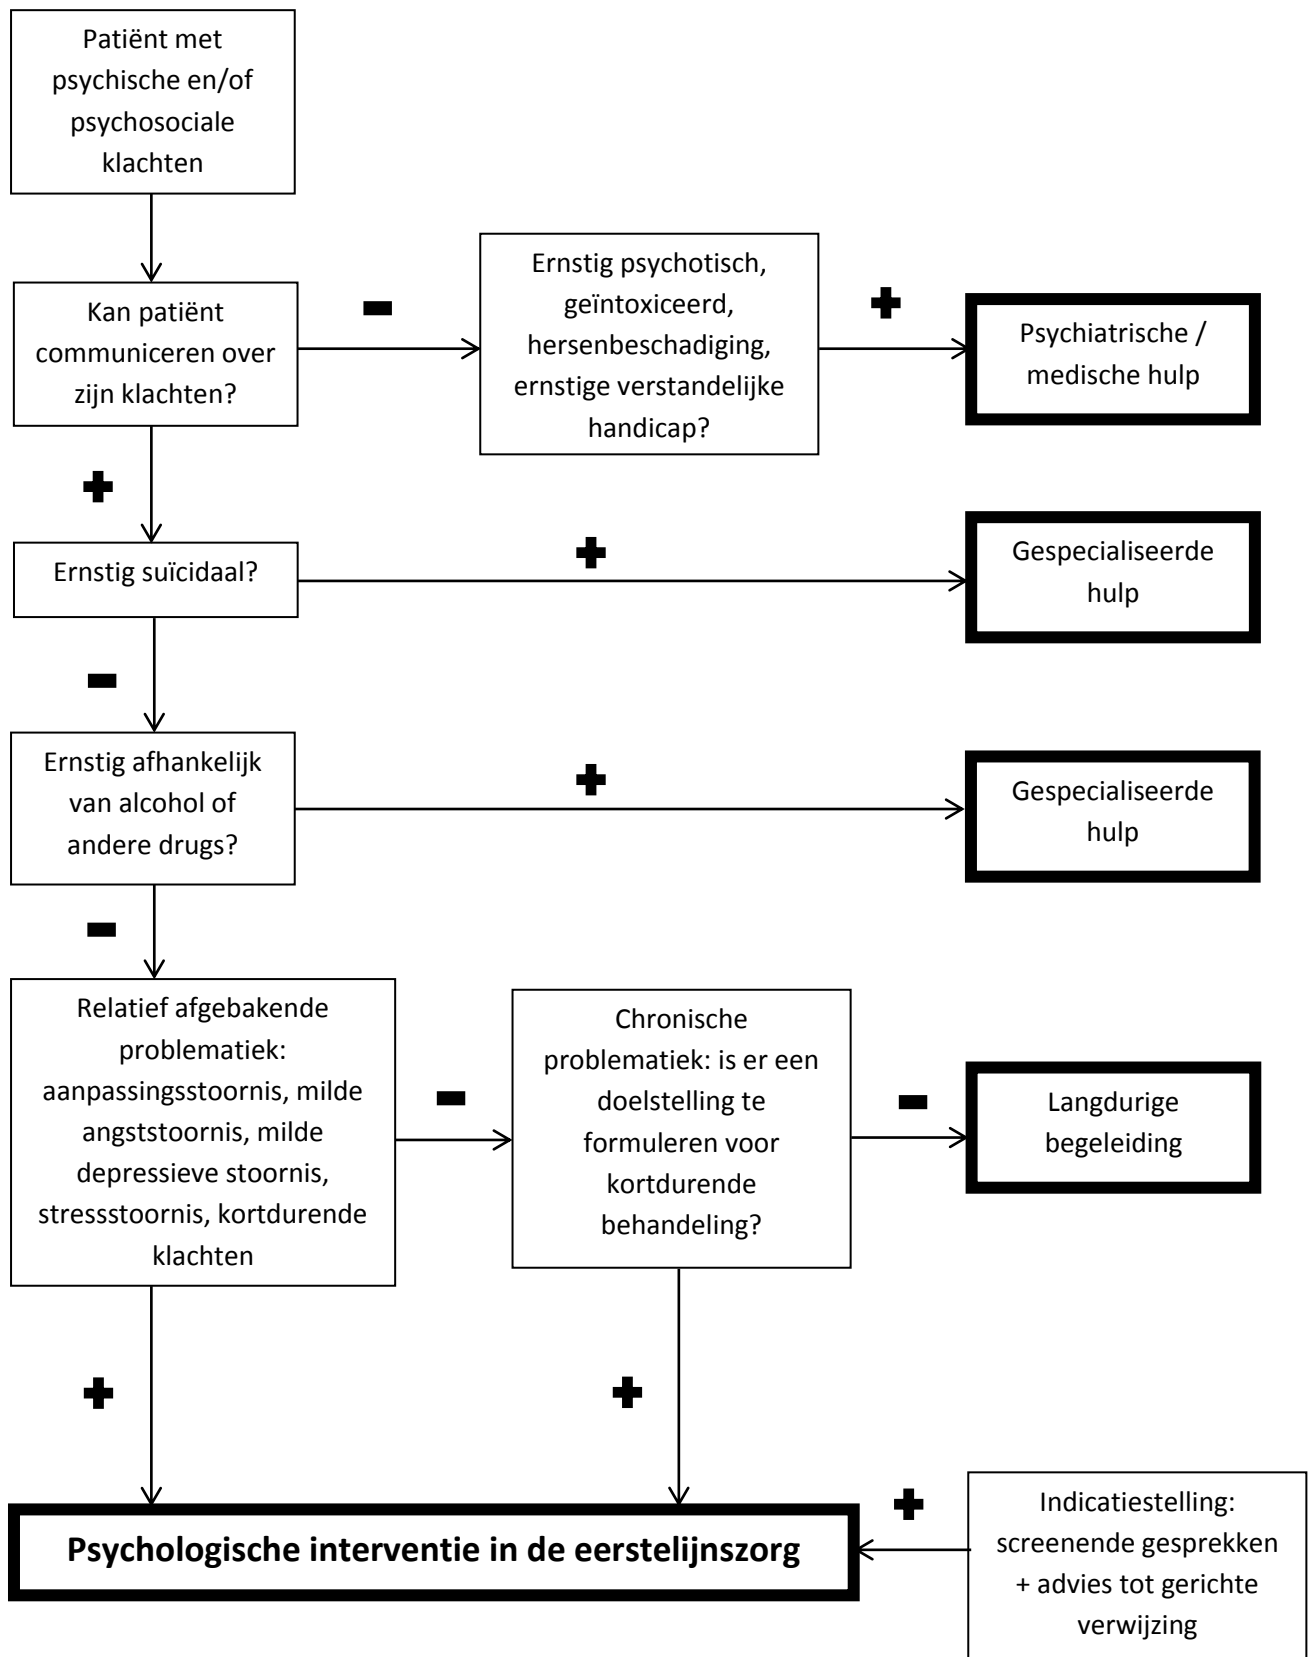 Patiënt met
psychische en/of
psychosociale
klachten
Kan patiënt
communiceren over
zijn klachten?
-
Ernstig psychotisch,
geïntoxiceerd,
hersenbeschadiging,
ernstige verstandelijke
handicap?
+
Psychiatrische /
medische hulp
+
Ernstig suïcidaal?
+
Gespecialiseerde
hulp
-
Ernstig afhankelijk
van alcohol of
andere drugs?
+
Gespecialiseerde
hulp
-
Relatief afgebakende
problematiek:
aanpassingsstoornis, milde
angststoornis, milde
depressieve stoornis,
stressstoornis, kortdurende
klachten
-
Chronische
problematiek: is er een
doelstelling te
formuleren voor
kortdurende
behandeling?
-
Langdurige
begeleiding
+
+
Psychologische interventie in de eerstelijnszorg
+
Indicatiestelling:
screenende gesprekken
+ advies tot gerichte
verwijzing